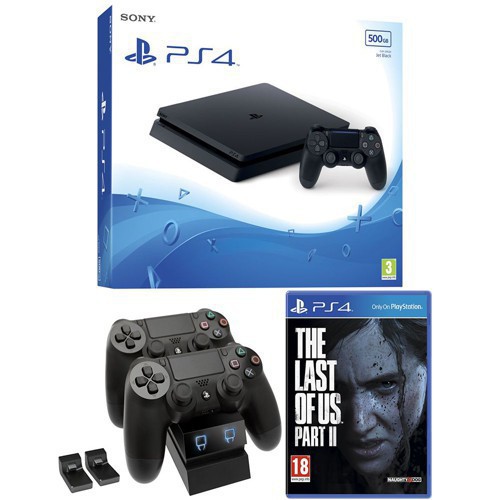 SONY
PS4
500GB
Jet Black
PS4
3
PS4
Only On PlayStation.
THE
LAST
OF US
PART II
18
NAUGHTY DOG